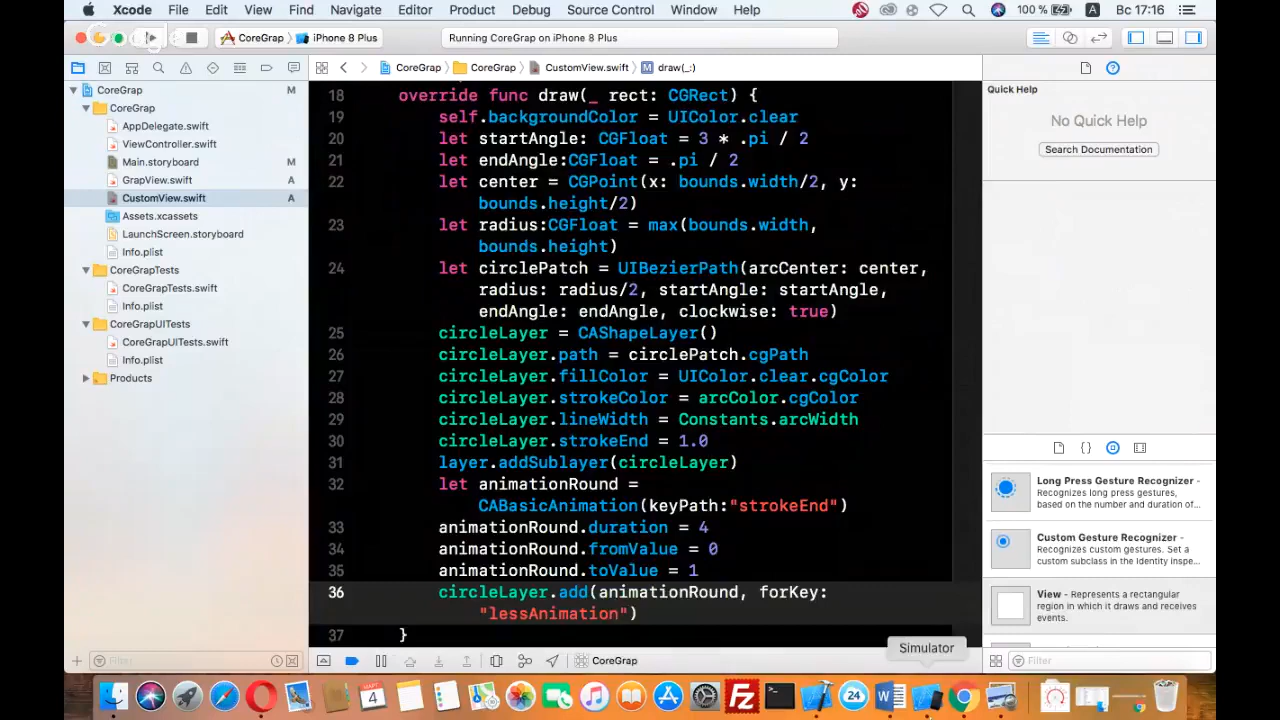 Xcode File Edit View Find Navigate Editor Product Debug Source Control Window Help 100 % A Вс 17:16
CoreGrap iPhone 8 Plus Running CoreGrap on iPhone 8 Plus
CoreGrap CoreGrap CustomView.swift M draw(_:)
CoreGrap M
CoreGrap
AppDelegate.swift
ViewController.swift
Main.storyboard M
GrapView.swift A
CustomView.swift A
Assets.xcassets
LaunchScreen.storyboard
Info.plist
CoreGrapTests
CoreGrapTests.swift
Info.plist
CoreGrapUITests
CoreGrapUITests.swift
Info.plist
Products
Filter
18 override func draw(_ rect: CGRect) {
19 self.backgroundColor = UIColor.clear
20 let startAngle: CGFloat = 3 * .pi / 2
21 let endAngle:CGFloat = .pi / 2
22 let center = CGPoint(x: bounds.width/2, y:
bounds.height/2)
23 let radius:CGFloat = max(bounds.width,
bounds.height)
24 let circlePatch = UIBezierPath(arcCenter: center,
radius: radius/2, startAngle: startAngle,
endAngle: endAngle, clockwise: true)
25 circleLayer = CAShapeLayer()
26 circleLayer.path = circlePatch.cgPath
27 circleLayer.fillColor = UIColor.clear.cgColor
28 circleLayer.strokeColor = arcColor.cgColor
29 circleLayer.lineWidth = Constants.arcWidth
30 circleLayer.strokeEnd = 1.0
31 layer.addSublayer(circleLayer)
32 let animationRound =
CABasicAnimation(keyPath:"strokeEnd")
33 animationRound.duration = 4
34 animationRound.fromValue = 0
35 animationRound.toValue = 1
36 circleLayer.add(animationRound, forKey:
"lessAnimation")
37 }
CoreGrap
Simulator
Quick Help
No Quick Help
Search Documentation
Long Press Gesture Recognizer -
Recognizes long press gestures,
based on the number and duration of...
Custom Gesture Recognizer -
Recognizes custom gestures. Set a
custom subclass in the identity inspe...
View - Represents a rectangular
region in which it draws and receives
events.
Filter
МАРТ
4
FZ
24
W